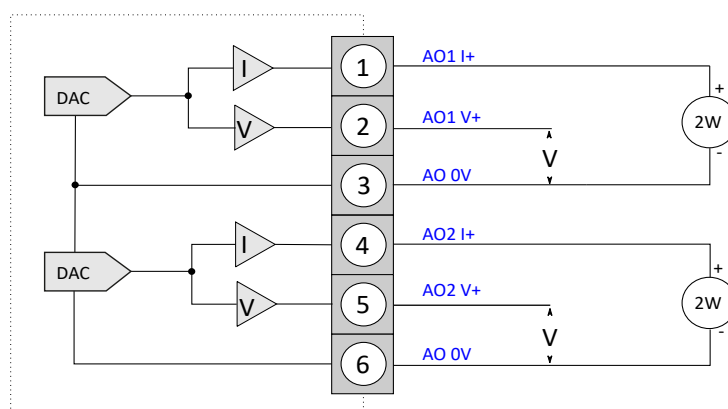 DAC
I
V
1 AO1 I+
2 AO1 V+
3 AO 0V
V
+
2W
-
DAC
I
V
4 AO2 I+
5 AO2 V+
6 AO 0V
V
+
2W
-